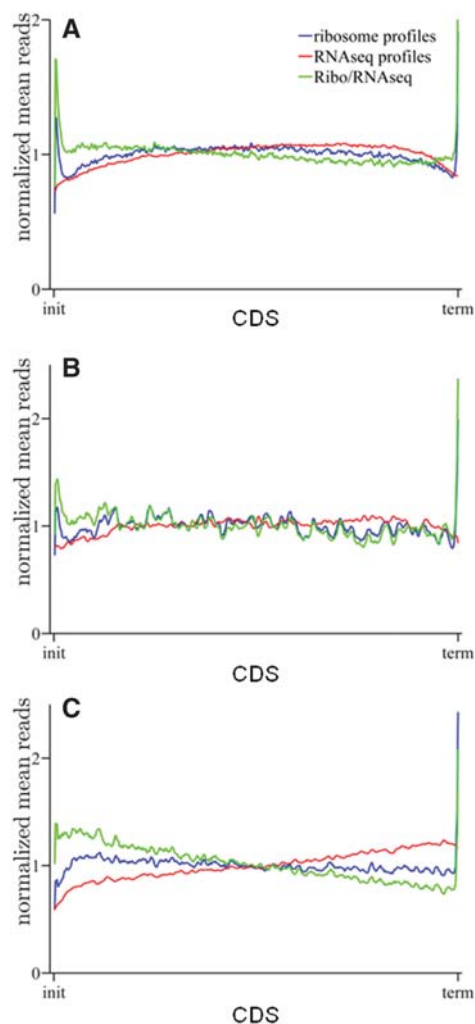 A
2
ribosome profiles
RNAseq profiles
Ribo/RNAseq
normalized mean reads
1
0
init
term
CDS
B
2
normalized mean reads
1
0
init
term
CDS
C
2
normalized mean reads
1
0
init
term
CDS